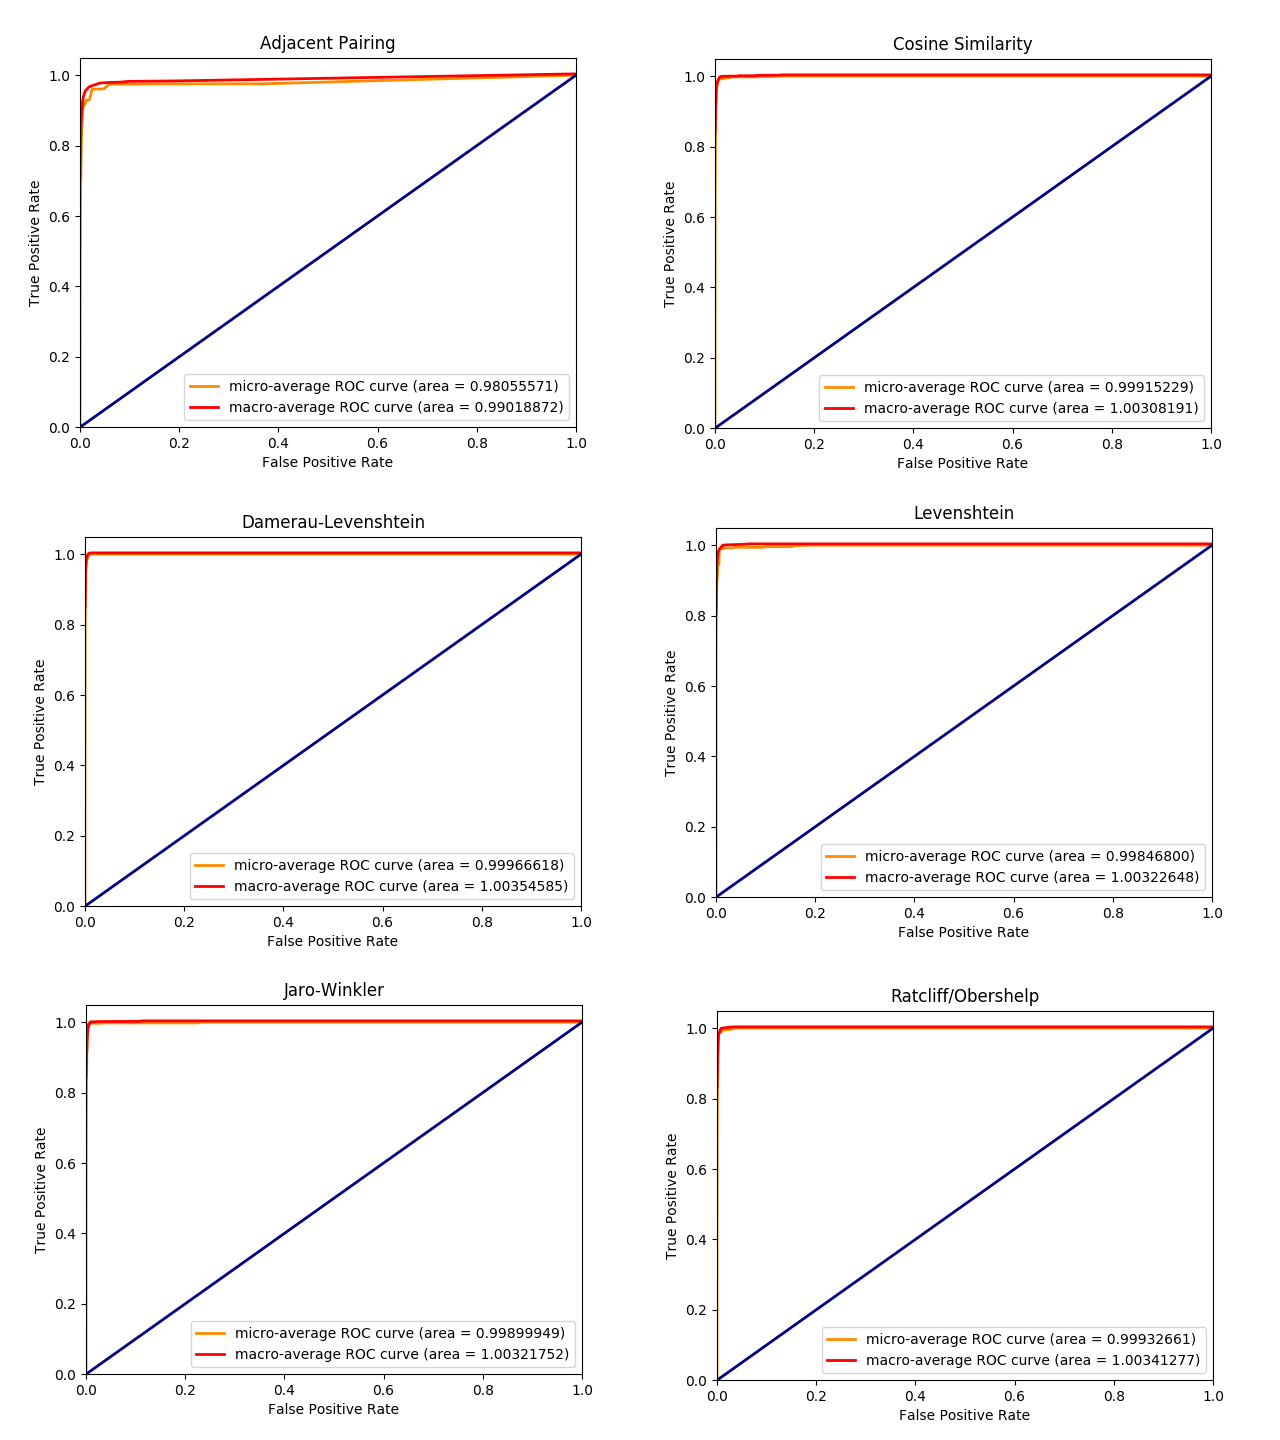 Adjacent Pairing
True Positive Rate
1.0
0.8
0.6
0.4
0.2
0.0
micro-average ROC curve (area = 0.98055571)
macro-average ROC curve (area = 0.99018872)
0.0 0.2 0.4 0.6 0.8 1.0
False Positive Rate
Cosine Similarity
True Positive Rate
1.0
0.8
0.6
0.4
0.2
0.0
micro-average ROC curve (area = 0.99915229)
macro-average ROC curve (area = 1.00308191)
0.0 0.2 0.4 0.6 0.8 1.0
False Positive Rate
Damerau-Levenshtein
True Positive Rate
1.0
0.8
0.6
0.4
0.2
0.0
micro-average ROC curve (area = 0.99966618)
macro-average ROC curve (area = 1.00354585)
0.0 0.2 0.4 0.6 0.8 1.0
False Positive Rate
Levenshtein
True Positive Rate
1.0
0.8
0.6
0.4
0.2
0.0
micro-average ROC curve (area = 0.99846800)
macro-average ROC curve (area = 1.00322648)
0.0 0.2 0.4 0.6 0.8 1.0
False Positive Rate
Jaro-Winkler
True Positive Rate
1.0
0.8
0.6
0.4
0.2
0.0
micro-average ROC curve (area = 0.99899949)
macro-average ROC curve (area = 1.00321752)
0.0 0.2 0.4 0.6 0.8 1.0
False Positive Rate
Ratcliff/Obershelp
True Positive Rate
1.0
0.8
0.6
0.4
0.2
0.0
micro-average ROC curve (area = 0.99932661)
macro-average ROC curve (area = 1.00341277)
0.0 0.2 0.4 0.6 0.8 1.0
False Positive Rate